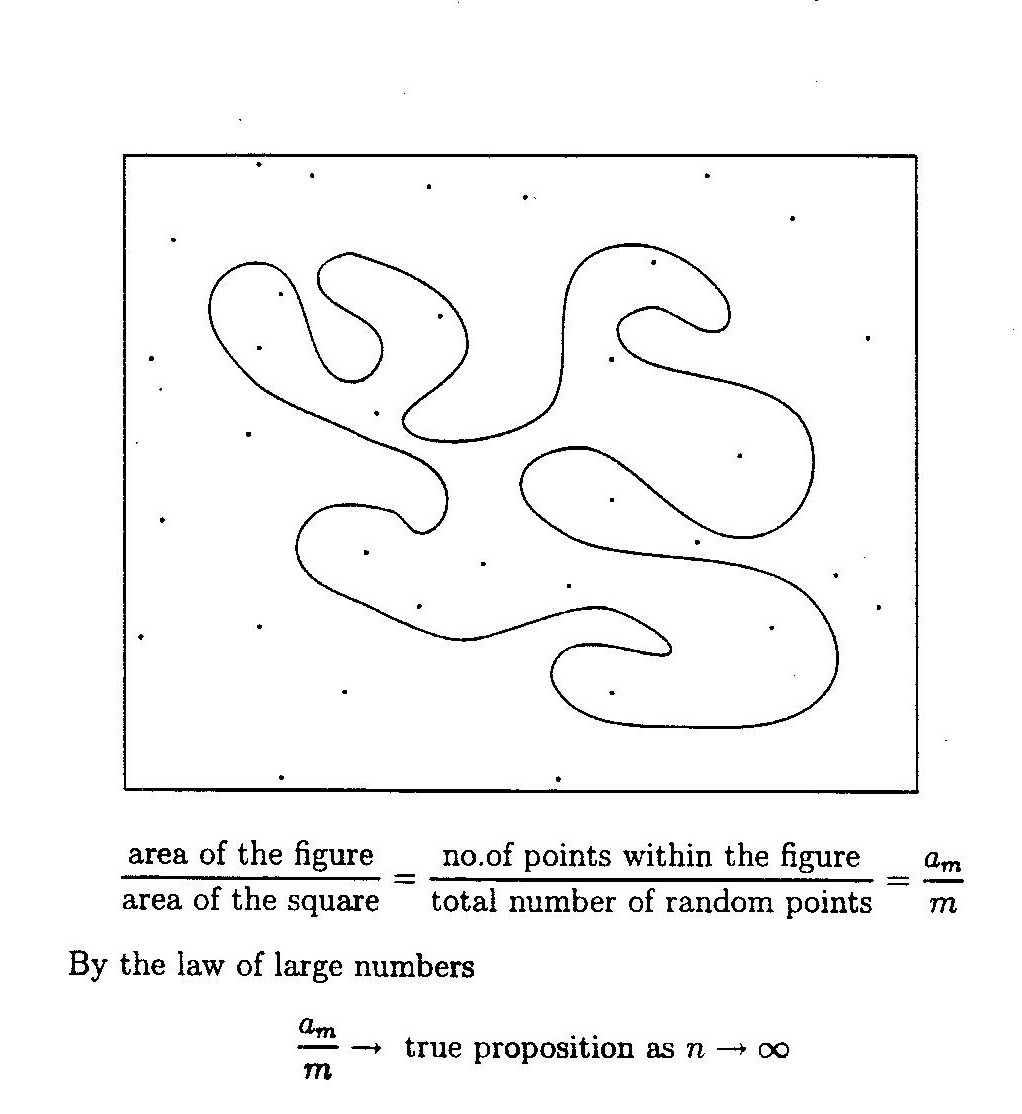 area of the figure / area of the square = no.of points within the figure / total number of random points = a_m / m
By the law of large numbers
a_m / m → true proposition as n → ∞